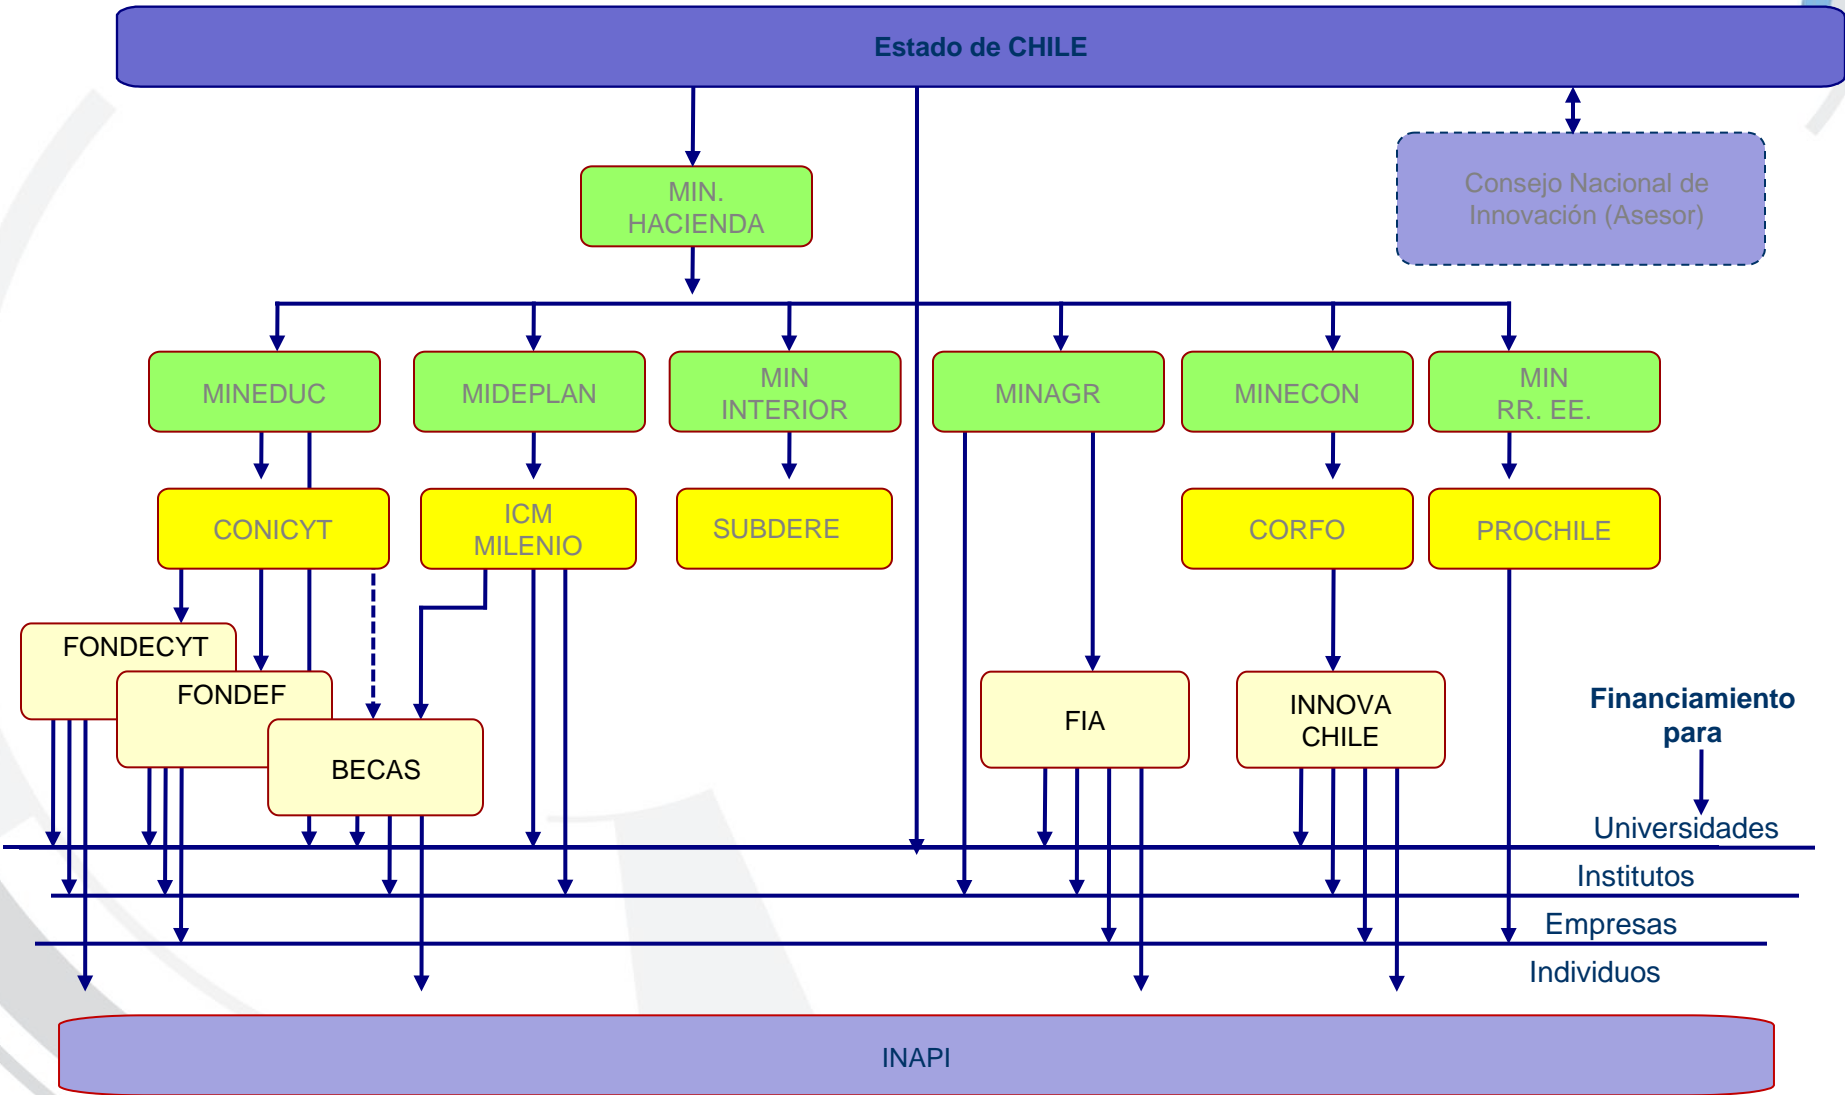 Estado de CHILE
MIN.
HACIENDA
Consejo Nacional de
Innovación (Asesor)
MINEDUC
MIDEPLAN
MIN
INTERIOR
MINAGR
MINECON
MIN
RR. EE.
CONICYT
ICM
MILENIO
SUBDERE
CORFO
PROCHILE
FONDECYT
FONDEF
BECAS
FIA
INNOVA
CHILE
Financiamiento
para
Universidades
Institutos
Empresas
Individuos
INAPI